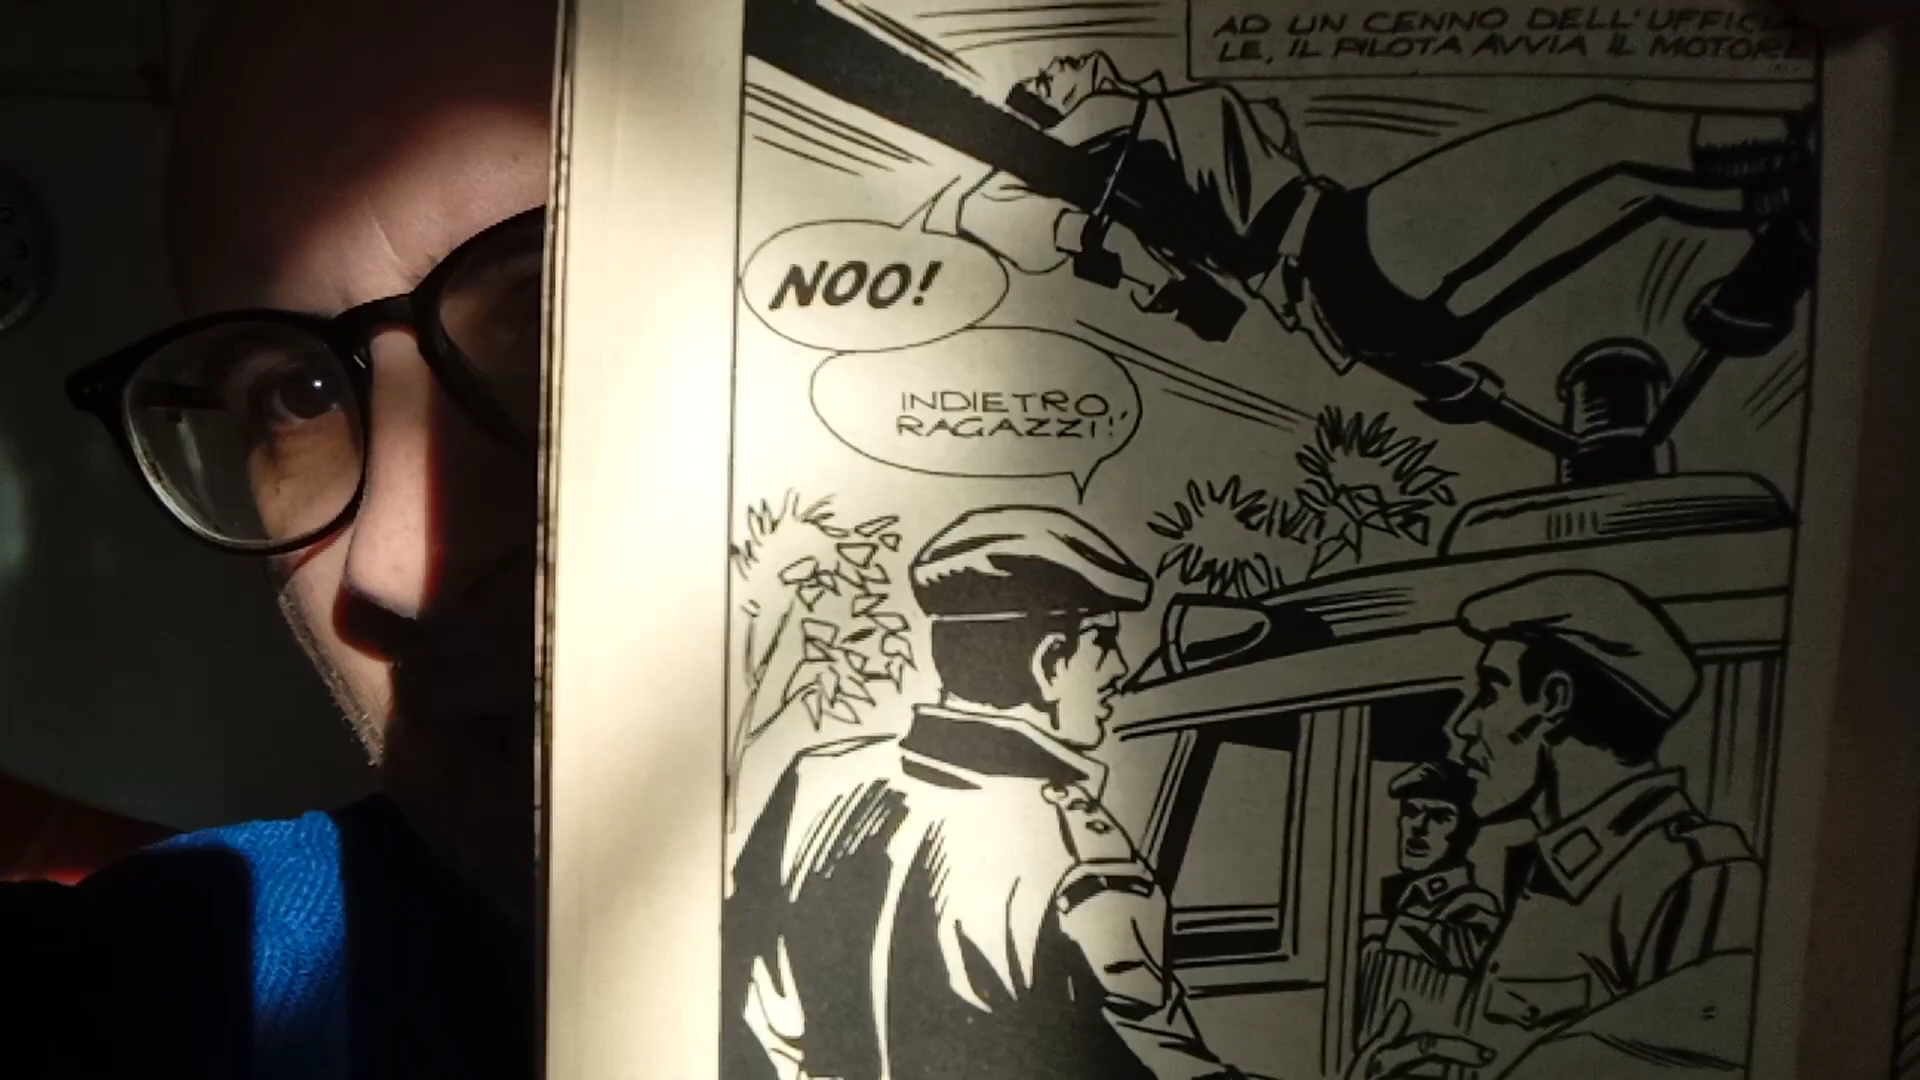 AD UN CENNO DELL'UFFICIA
LE, IL PILOTA AVVIA IL MOTORE...
NOO!
INDIETRO,
RAGAZZI!